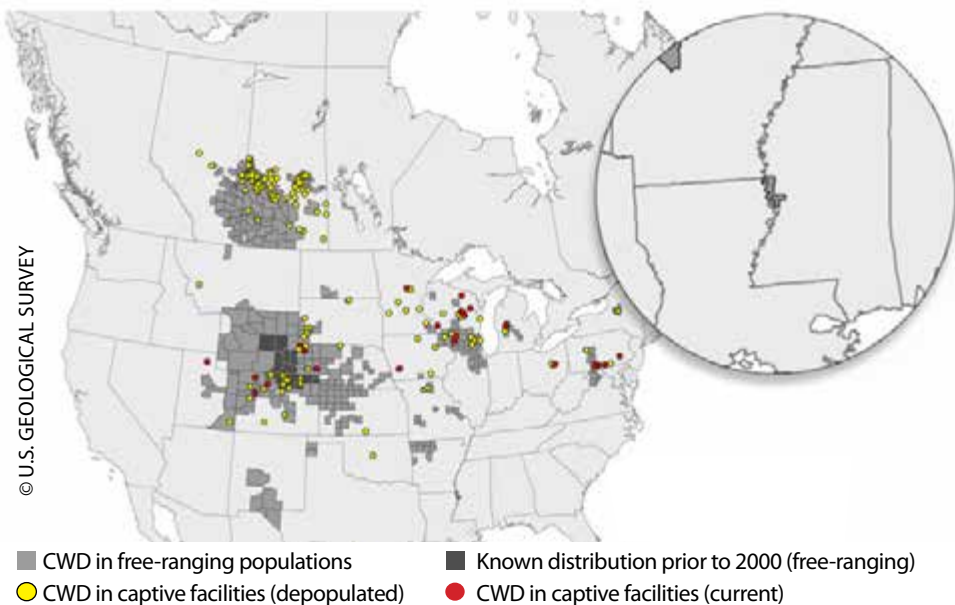 © U.S. GEOLOGICAL SURVEY
CWD in free-ranging populations
Known distribution prior to 2000 (free-ranging)
CWD in captive facilities (depopulated)
CWD in captive facilities (current)